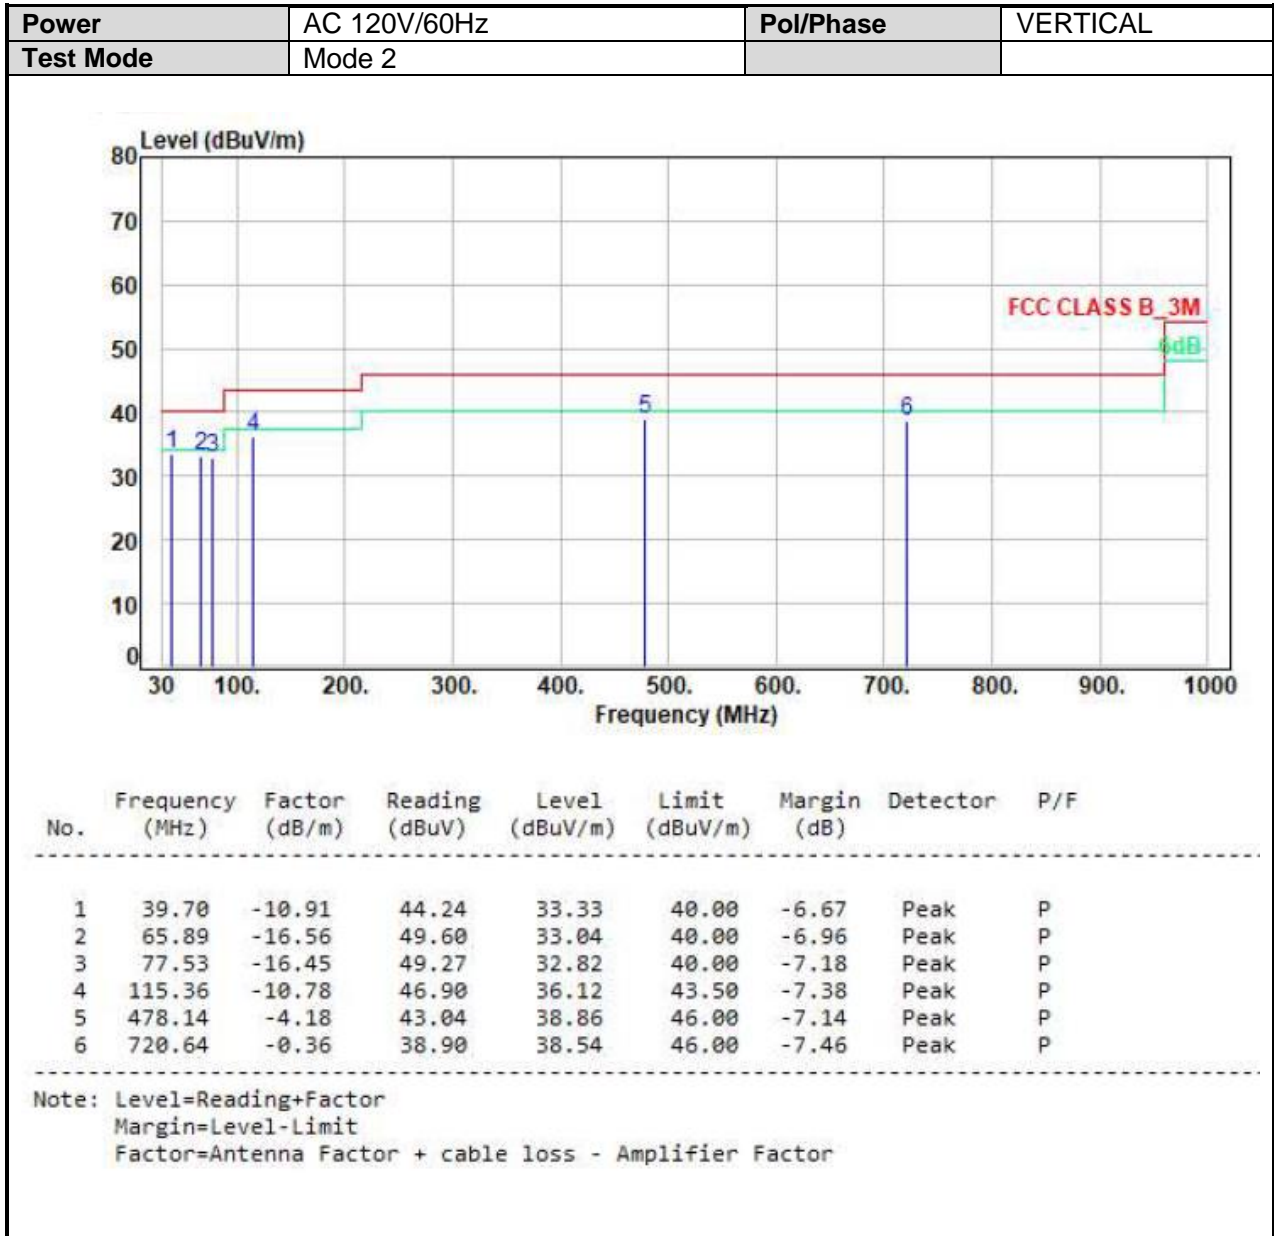 Power AC 120V/60Hz Pol/Phase VERTICAL
Test Mode Mode 2
Level (dBuV/m)
80
70
60
FCC CLASS B_3M
50
6dB
40
5
6
4
1 2 3
30
20
10
0
30 100. 200. 300. 400. 500. 600. 700. 800. 900. 1000
Frequency (MHz)
Frequency Factor Reading Level Limit Margin Detector P/F
No. (MHz) (dB/m) (dBuV) (dBuV/m) (dBuV/m) (dB)
1 39.70 -10.91 44.24 33.33 40.00 -6.67 Peak P
2 65.89 -16.56 49.60 33.04 40.00 -6.96 Peak P
3 77.53 -16.45 49.27 32.82 40.00 -7.18 Peak P
4 115.36 -10.78 46.90 36.12 43.50 -7.38 Peak P
5 478.14 -4.18 43.04 38.86 46.00 -7.14 Peak P
6 720.64 -0.36 38.90 38.54 46.00 -7.46 Peak P
Note: Level=Reading+Factor
Margin=Level-Limit
Factor=Antenna Factor + cable loss - Amplifier Factor